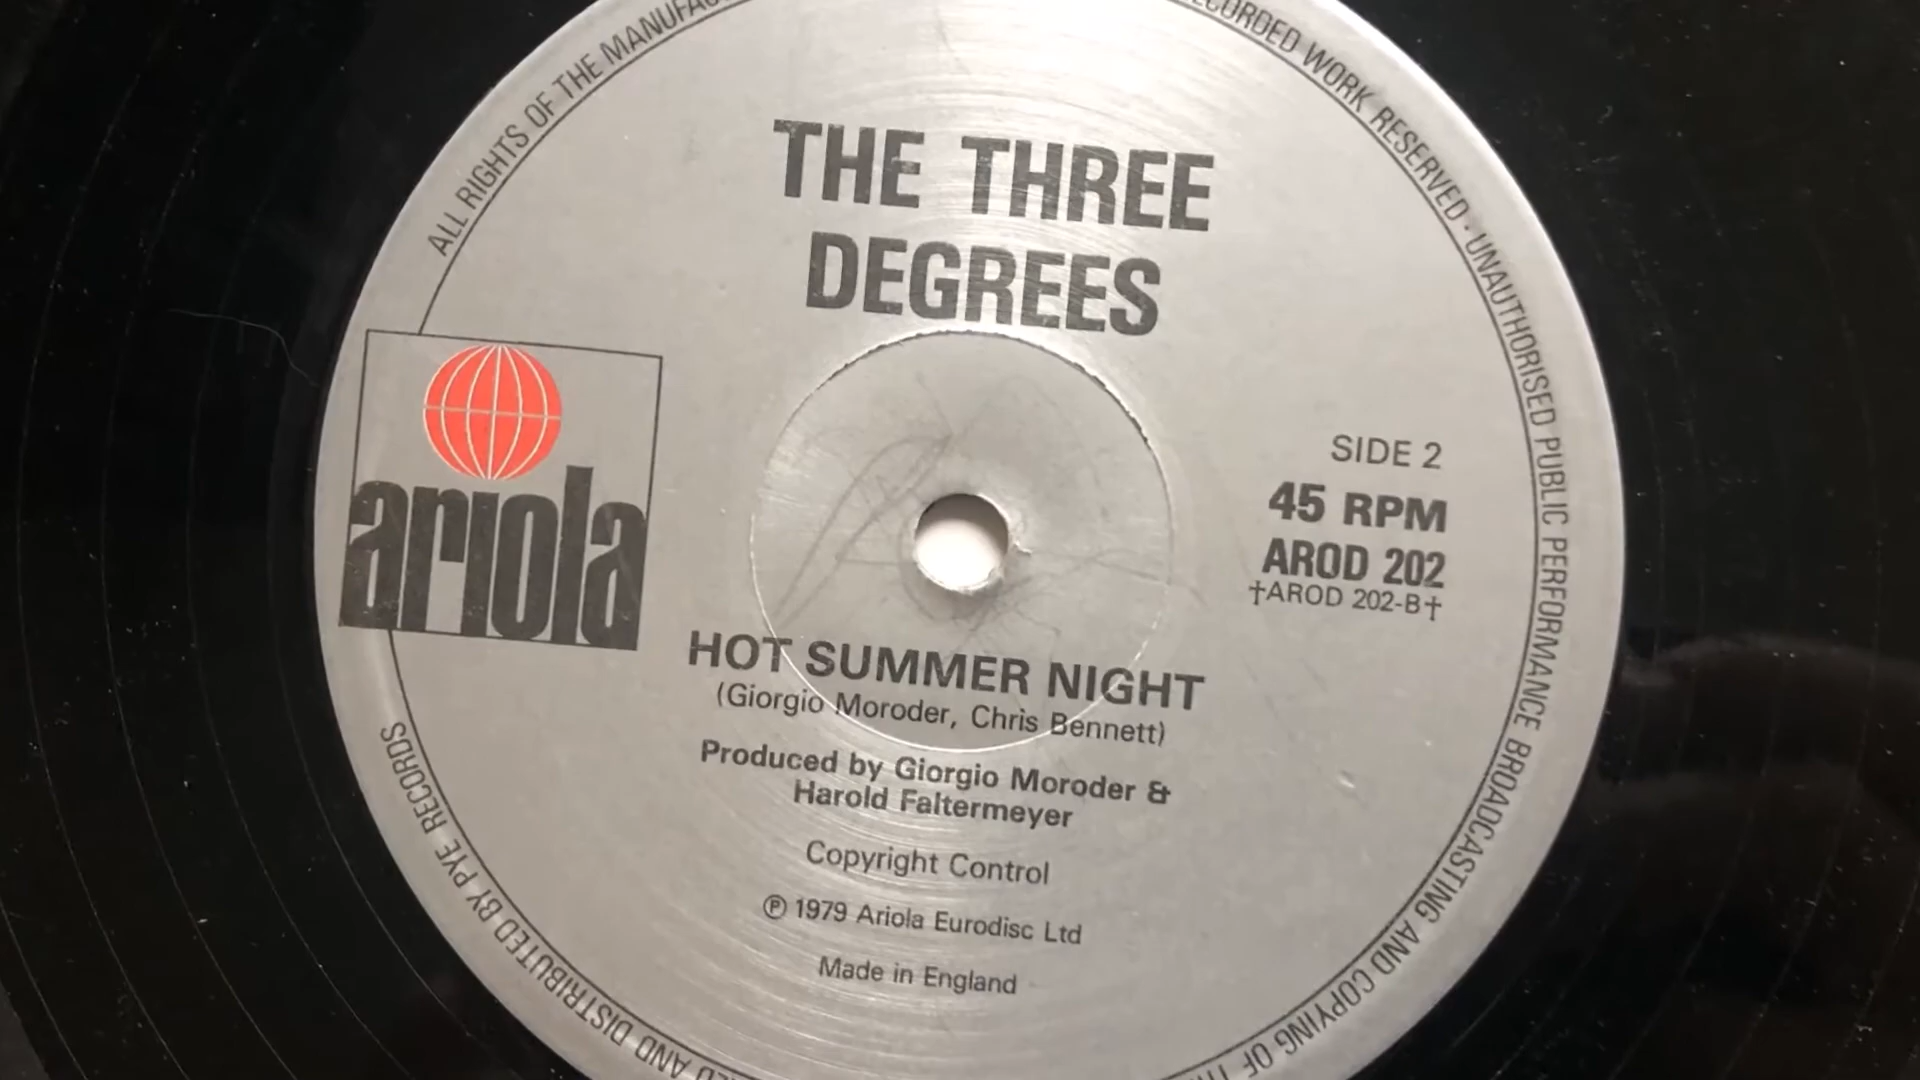 ALL RIGHTS OF THE
RECORDED WORK RESERVED · UNAUTHORISED PUBLIC PERFORMANCE BROADCASTING AND COPYING OF
THE THREE
DEGREES
ariola
SIDE 2
45 RPM
AROD 202
†AROD 202-B†
HOT SUMMER NIGHT
(Giorgio Moroder, Chris Bennett)
Produced by Giorgio Moroder &
Harold Faltermeyer
Copyright Control
℗ 1979 Ariola Eurodisc Ltd
Made in England
AND DISTRIBUTED BY PYE RECORDS